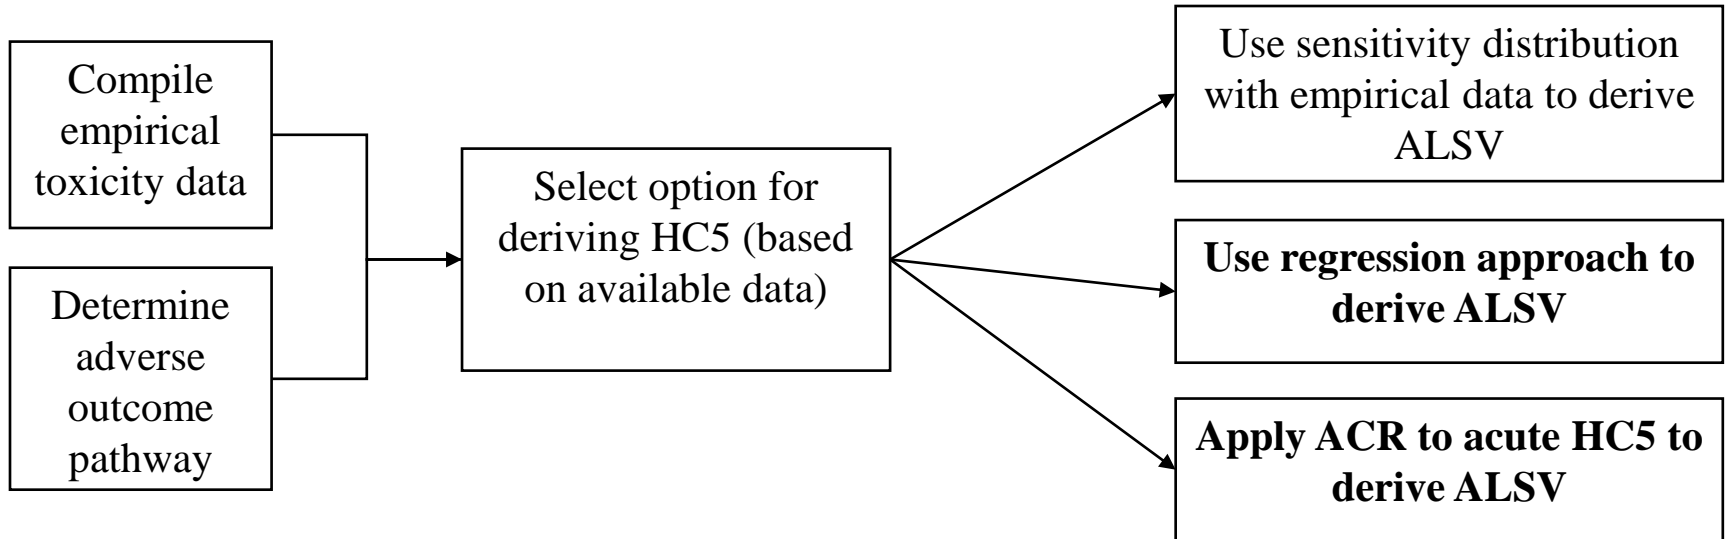 Compile
empirical
toxicity data
Determine
adverse
outcome
pathway
Select option for
deriving HC5 (based
on available data)
Use sensitivity distribution
with empirical data to derive
ALSV
Use regression approach to
derive ALSV
Apply ACR to acute HC5 to
derive ALSV